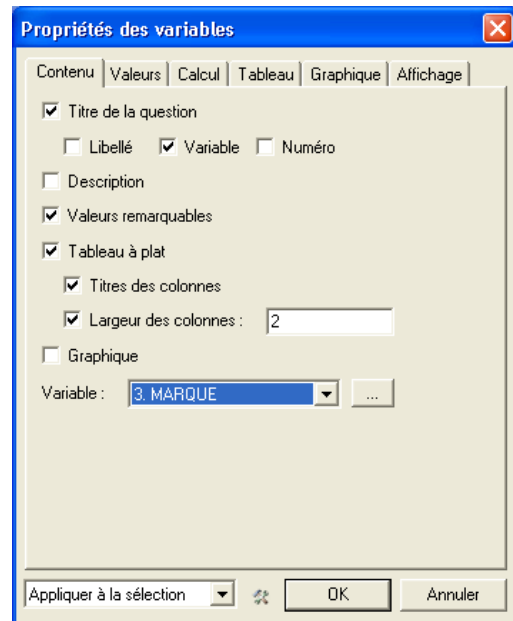 Propriétés des variables
Contenu Valeurs Calcul Tableau Graphique Affichage
Titre de la question
Libellé Variable Numéro
Description
Valeurs remarquables
Tableau à plat
Titres des colonnes
Largeur des colonnes : 2
Graphique
Variable : 3. MARQUE ...
Appliquer à la sélection OK Annuler